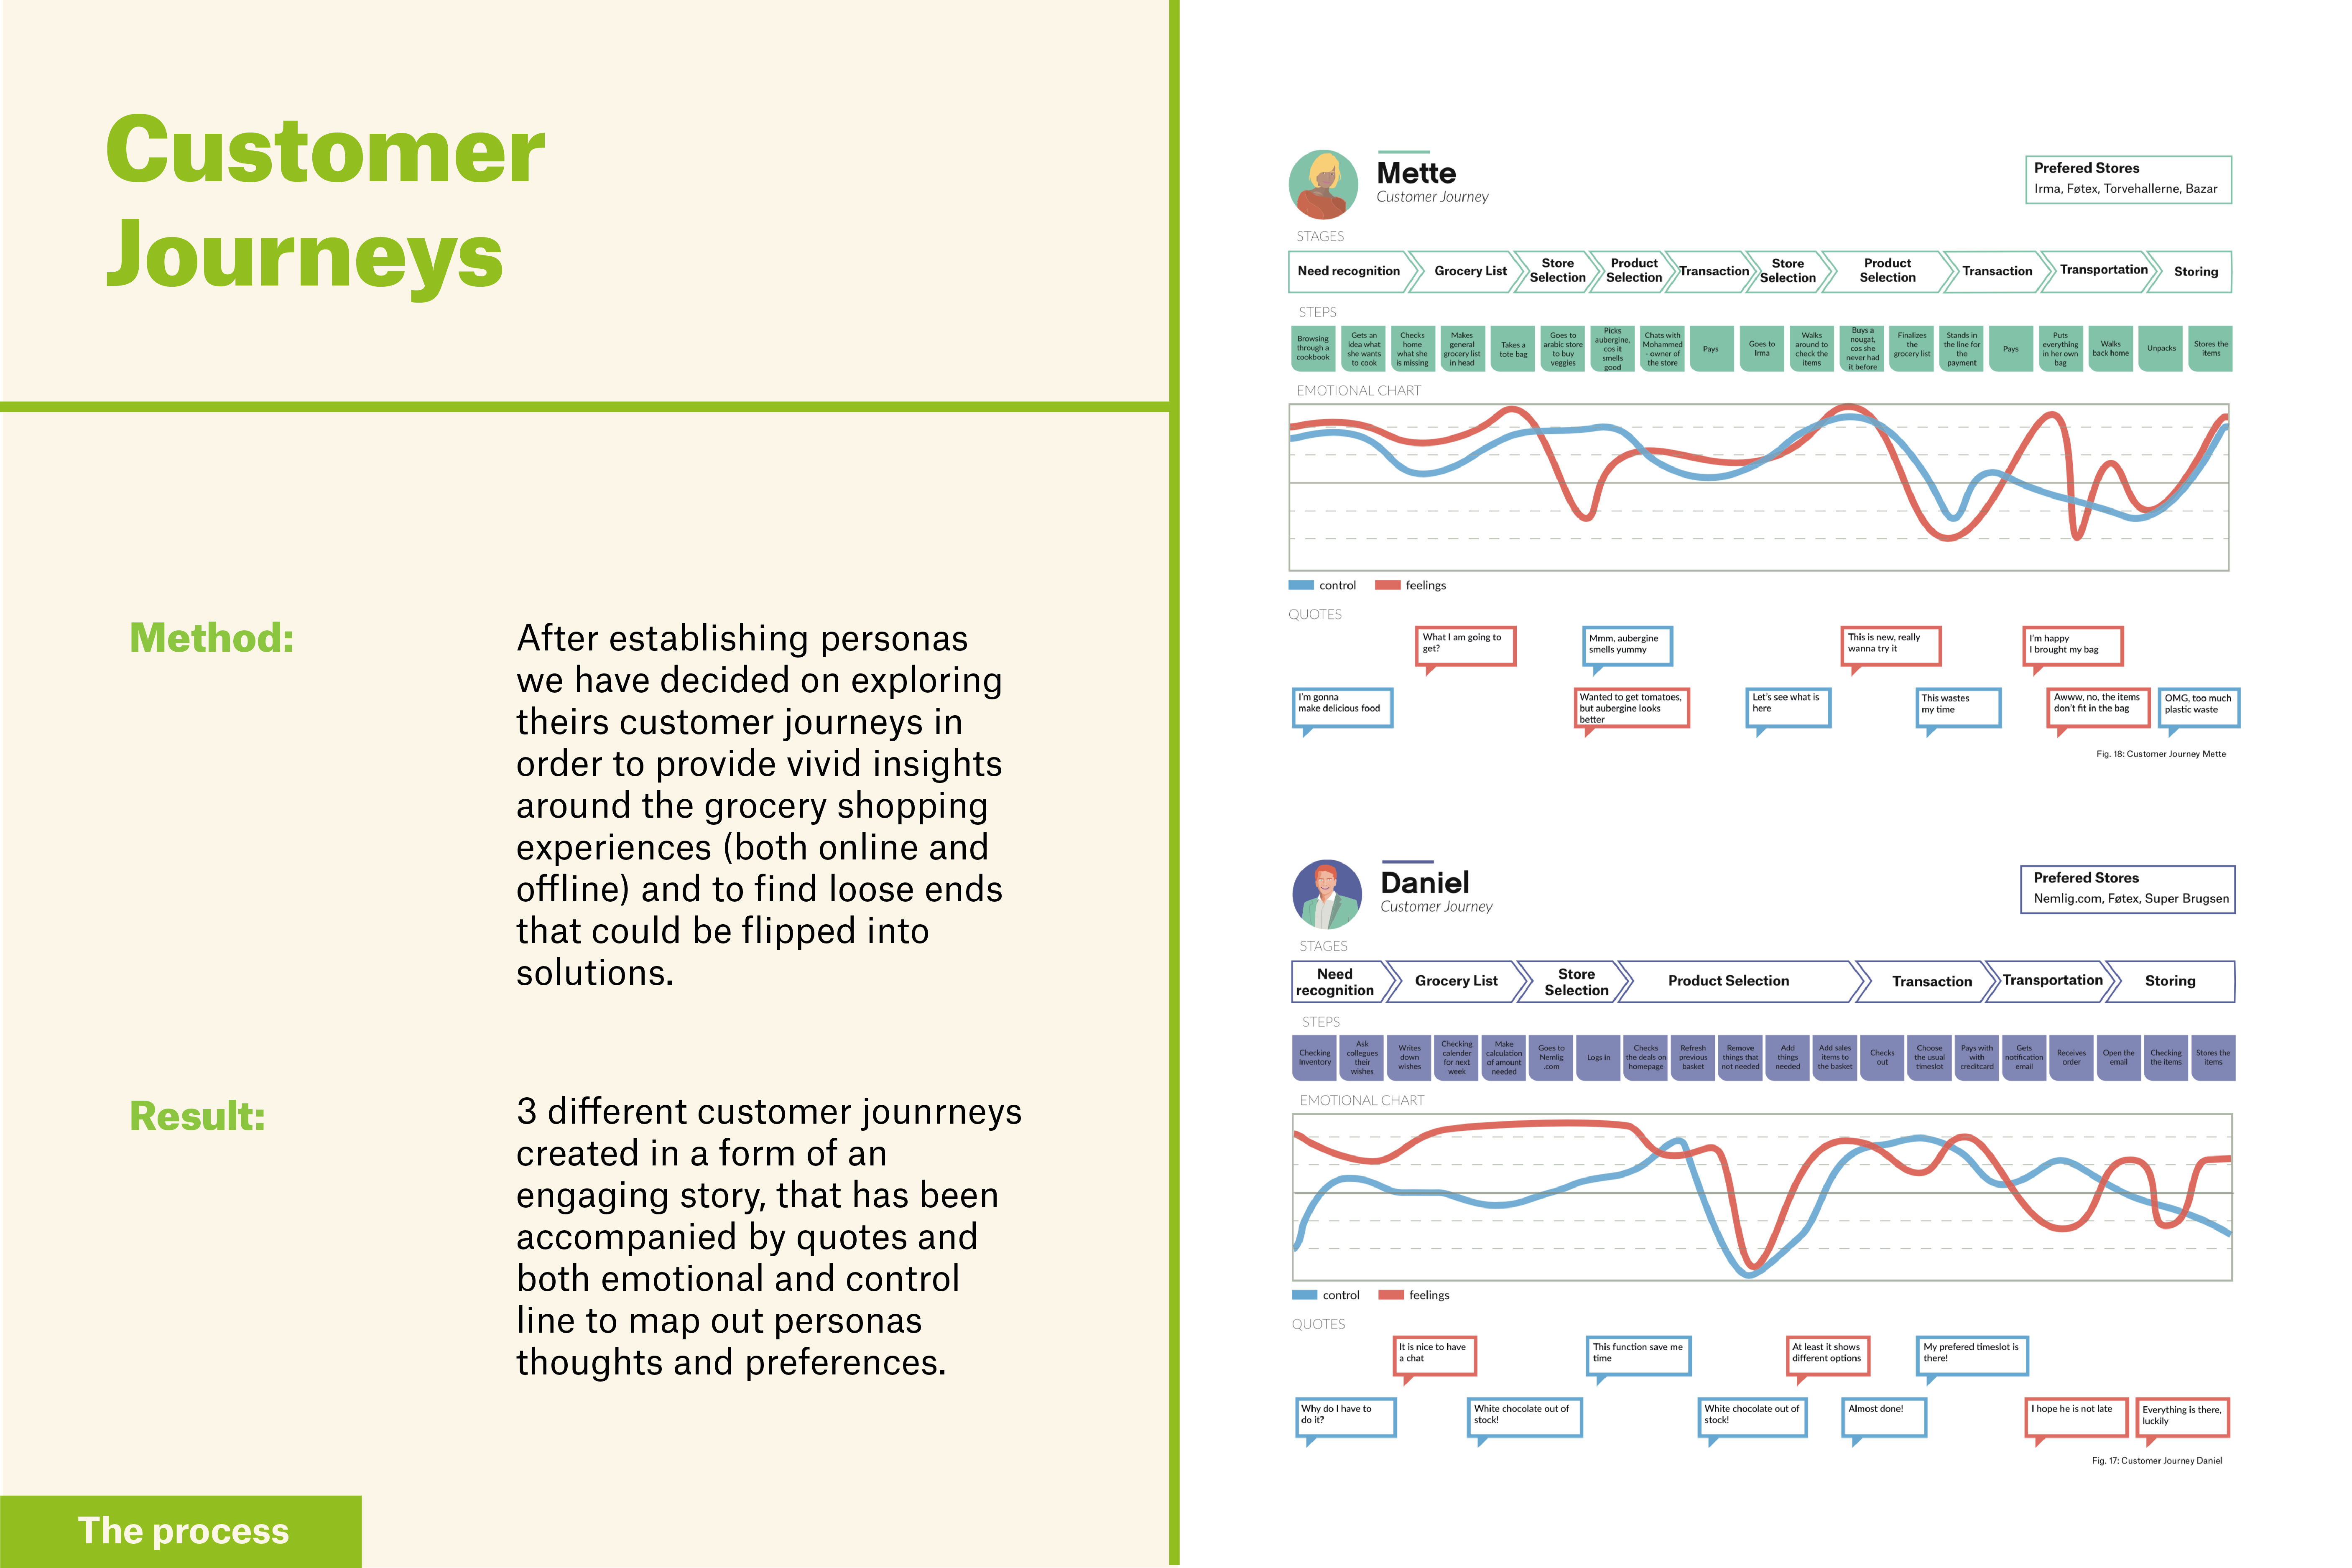 Customer
Journeys
Method:
After establishing personas
we have decided on exploring
theirs customer journeys in
order to provide vivid insights
around the grocery shopping
experiences (both online and
offline) and to find loose ends
that could be flipped into
solutions.
Result:
3 different customer jounrneys
created in a form of an
engaging story, that has been
accompanied by quotes and
both emotional and control
line to map out personas
thoughts and preferences.
The process
Mette
Customer Journey
Prefered Stores
Irma, Føtex, Torvehallerne, Bazar
STAGES
Need recognition
Grocery List
Store
Selection
Product
Selection
Transaction
Store
Selection
Product
Selection
Transaction
Transportation
Storing
STEPS
Browsing
through a
cookbook
Gets an
idea what
she wants
to cook
Checks
home
what she
is missing
Makes
general
grocery list
in head
Takes a
tote bag
Goes to
arabic store
to buy
veggies
Picks
aubergine,
cos it
smells
good
Chats with
Mohammed
- owner of
the store
Pays
Goes to
Irma
Walks
around to
check the
items
Buys a
nougat,
cos she
never had
it before
Finalizes
the
grocery list
Stands in
the line for
the
payment
Pays
Puts
everything
in her own
bag
Walks
back home
Unpacks
Stores the
items
EMOTIONAL CHART
control
feelings
QUOTES
What I am going to
get?
Mmm, aubergine
smells yummy
This is new, really
wanna try it
I'm happy
I brought my bag
I'm gonna
make delicious food
Wanted to get tomatoes,
but aubergine looks
better
Let's see what is
here
This wastes
my time
Awww, no, the items
don't fit in the bag
OMG, too much
plastic waste
Fig. 18: Customer Journey Mette
Daniel
Customer Journey
Prefered Stores
Nemlig.com, Føtex, Super Brugsen
STAGES
Need
recognition
Grocery List
Store
Selection
Product Selection
Transaction
Transportation
Storing
STEPS
Checking
Inventory
Ask
collegues
their
wishes
Writes
down
wishes
Checking
calender
for next
week
Make
calculation
of amount
needed
Goes to
Nemlig
.com
Logs in
Checks
the deals on
homepage
Refresh
previous
basket
Remove
things that
not needed
Add
things
needed
Add sales
items to
the basket
Checks
out
Choose
the usual
timeslot
Pays with
with
creditcard
Gets
notification
email
Receives
order
Open the
email
Checking
the items
Stores the
items
EMOTIONAL CHART
control
feelings
QUOTES
It is nice to have
a chat
This function save me
time
At least it shows
different options
My prefered timeslot is
there!
Why do I have to
do it?
White chocolate out of
stock!
White chocolate out of
stock!
Almost done!
I hope he is not late
Everything is there,
luckily
Fig. 17: Customer Journey Daniel